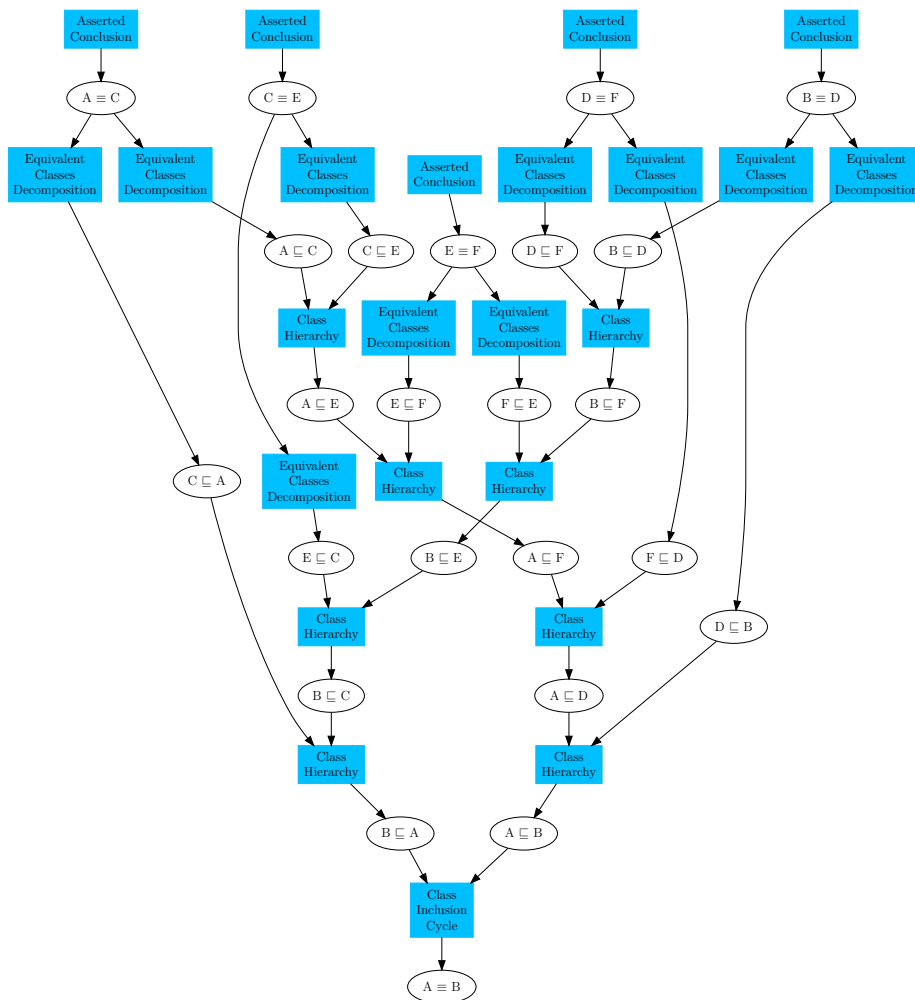 Asserted
Conclusion
Asserted
Conclusion
Asserted
Conclusion
Asserted
Conclusion
A ≡ C
C ≡ E
D ≡ F
B ≡ D
Equivalent
Classes
Decomposition
Equivalent
Classes
Decomposition
Equivalent
Classes
Decomposition
Asserted
Conclusion
Equivalent
Classes
Decomposition
Equivalent
Classes
Decomposition
Equivalent
Classes
Decomposition
Equivalent
Classes
Decomposition
A ⊑ C
C ⊑ E
E ≡ F
D ⊑ F
B ⊑ D
Class
Hierarchy
Equivalent
Classes
Decomposition
Equivalent
Classes
Decomposition
Class
Hierarchy
A ⊑ E
E ⊑ F
F ⊑ E
B ⊑ F
C ⊑ A
Equivalent
Classes
Decomposition
Class
Hierarchy
Class
Hierarchy
E ⊑ C
B ⊑ E
A ⊑ F
F ⊑ D
Class
Hierarchy
Class
Hierarchy
D ⊑ B
B ⊑ C
A ⊑ D
Class
Hierarchy
Class
Hierarchy
B ⊑ A
A ⊑ B
Class
Inclusion
Cycle
A ≡ B